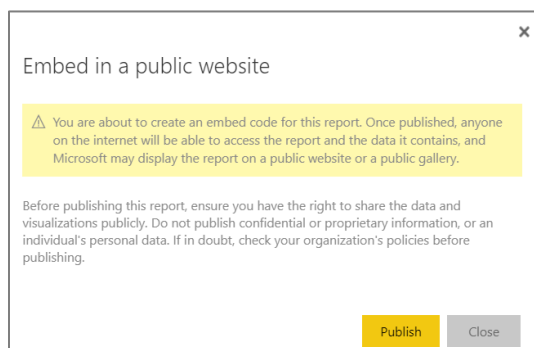 Embed in a public website
You are about to create an embed code for this report. Once published, anyone
on the internet will be able to access the report and the data it contains, and
Microsoft may display the report on a public website or a public gallery.
Before publishing this report, ensure you have the right to share the data and
visualizations publicly. Do not publish confidential or proprietary information, or an
individual's personal data. If in doubt, check your organization's policies before
publishing.
Publish
Close